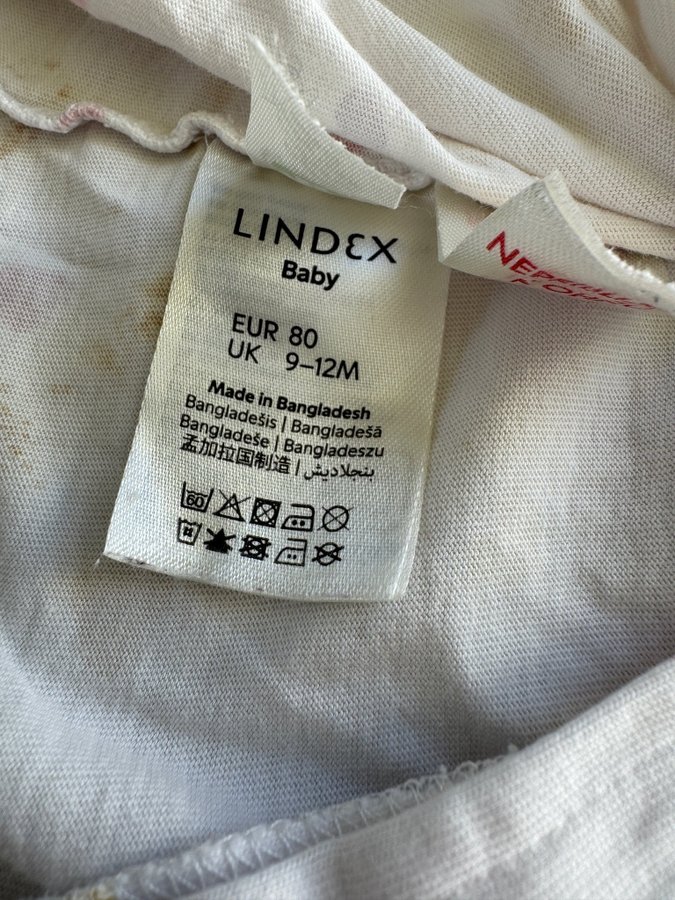 LINDEX
Baby
EUR 80
UK 9–12M
Made in Bangladesh
Bangladešis | Bangladešā
Bangladeše | Bangladeszu
孟加拉国制造 | بنجلاديش
60